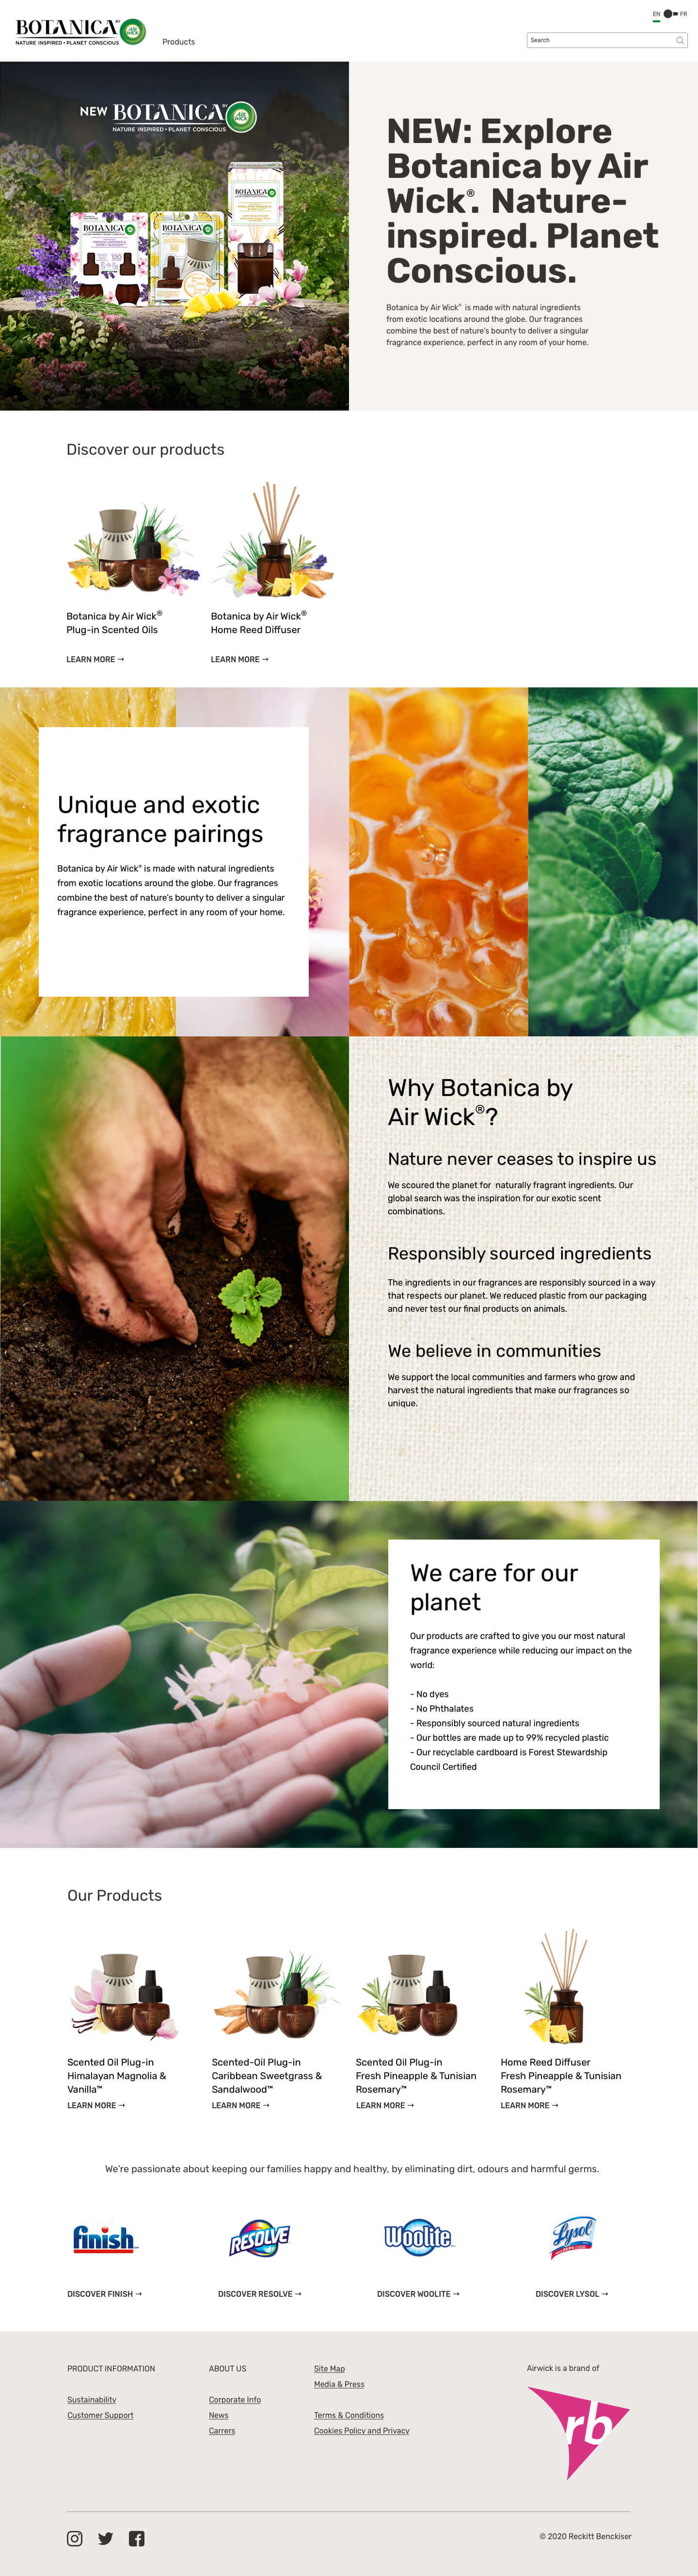 BOTANICA BY AIR WICK
NATURE INSPIRED • PLANET CONSCIOUS
Products
EN FR
Search
NEW BOTANICA BY AIR WICK
NATURE INSPIRED • PLANET CONSCIOUS
BOTANICA
BOTANICA
BOTANICA
NEW: Explore
Botanica by Air
Wick®. Nature-
inspired. Planet
Conscious.
Botanica by Air Wick® is made with natural ingredients
from exotic locations around the globe. Our fragrances
combine the best of nature's bounty to deliver a singular
fragrance experience, perfect in any room of your home.
Discover our products
Botanica by Air Wick®
Plug-in Scented Oils
LEARN MORE →
Botanica by Air Wick®
Home Reed Diffuser
LEARN MORE →
Unique and exotic
fragrance pairings
Botanica by Air Wick® is made with natural ingredients
from exotic locations around the globe. Our fragrances
combine the best of nature's bounty to deliver a singular
fragrance experience, perfect in any room of your home.
Why Botanica by
Air Wick®?
Nature never ceases to inspire us
We scoured the planet for naturally fragrant ingredients. Our
global search was the inspiration for our exotic scent
combinations.
Responsibly sourced ingredients
The ingredients in our fragrances are responsibly sourced in a way
that respects our planet. We reduced plastic from our packaging
and never test our final products on animals.
We believe in communities
We support the local communities and farmers who grow and
harvest the natural ingredients that make our fragrances so
unique.
We care for our
planet
Our products are crafted to give you our most natural
fragrance experience while reducing our impact on the
world:
- No dyes
- No Phthalates
- Responsibly sourced natural ingredients
- Our bottles are made up to 99% recycled plastic
- Our recyclable cardboard is Forest Stewardship
Council Certified
Our Products
Scented Oil Plug-in
Himalayan Magnolia &
Vanilla™
LEARN MORE →
Scented-Oil Plug-in
Caribbean Sweetgrass &
Sandalwood™
LEARN MORE →
Scented Oil Plug-in
Fresh Pineapple & Tunisian
Rosemary™
LEARN MORE →
Home Reed Diffuser
Fresh Pineapple & Tunisian
Rosemary™
LEARN MORE →
We're passionate about keeping our families happy and healthy, by eliminating dirt, odours and harmful germs.
finish
RESOLVE
Woolite
Lysol
DISCOVER FINISH →
DISCOVER RESOLVE →
DISCOVER WOOLITE →
DISCOVER LYSOL →
PRODUCT INFORMATION
Sustainability
Customer Support
ABOUT US
Corporate Info
News
Carrers
Site Map
Media & Press
Terms & Conditions
Cookies Policy and Privacy
Airwick is a brand of
rb
© 2020 Reckitt Benckiser